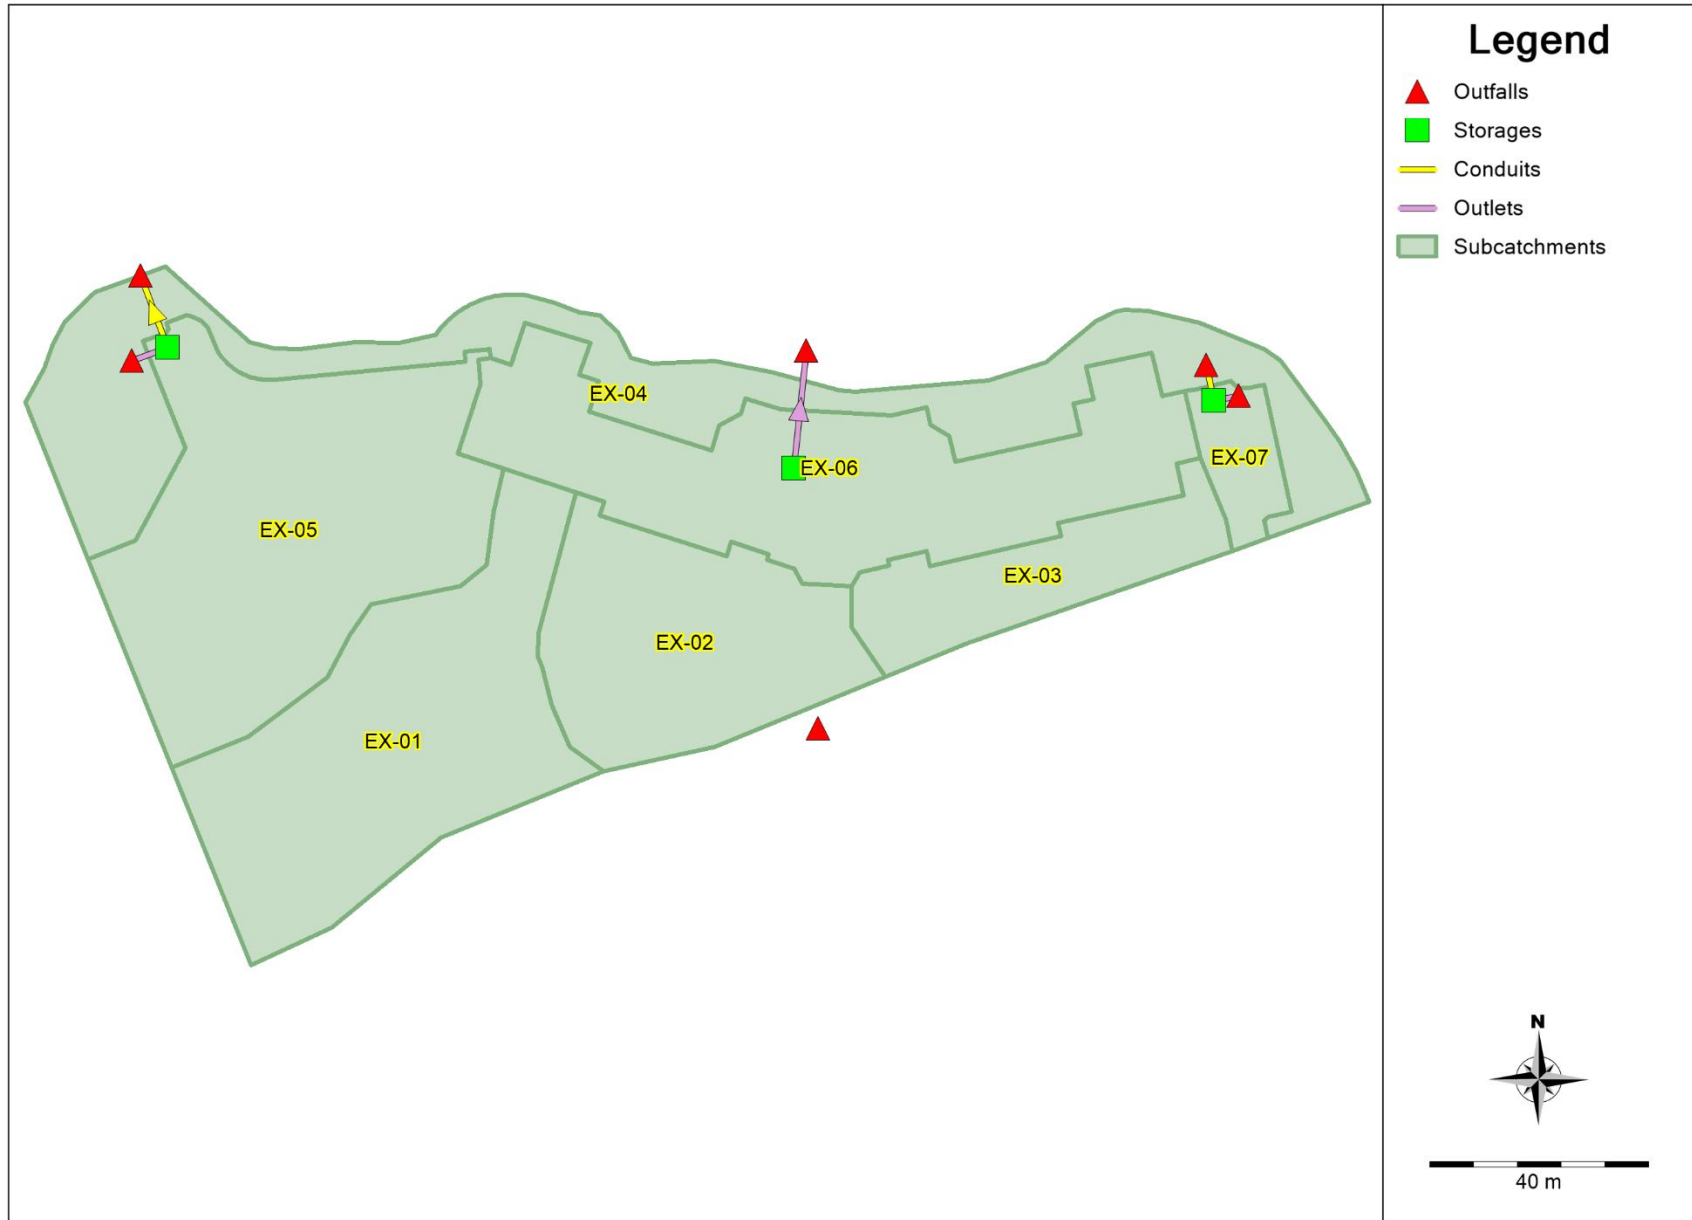 Legend
Outfalls
Storages
Conduits
Outlets
Subcatchments
EX-04
EX-06
EX-07
EX-05
EX-03
EX-02
EX-01
N
40 m